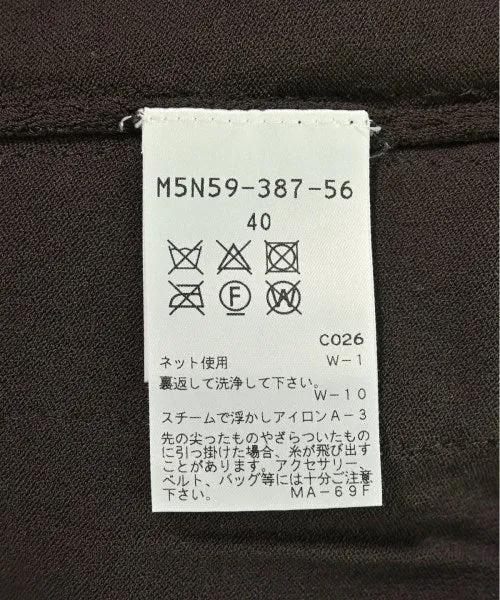 M5N59-387-56
40
F W
C026
ネット使用 W-1
裏返して洗浄して下さい。
W-10
スチームで浮かしアイロンA-3
先の尖ったものやざらついたもの
に引っ掛けた場合、糸が飛び出す
ことがあります。アクセサリー、
ベルト、バッグ等には十分ご注意
下さい。 MA-69F